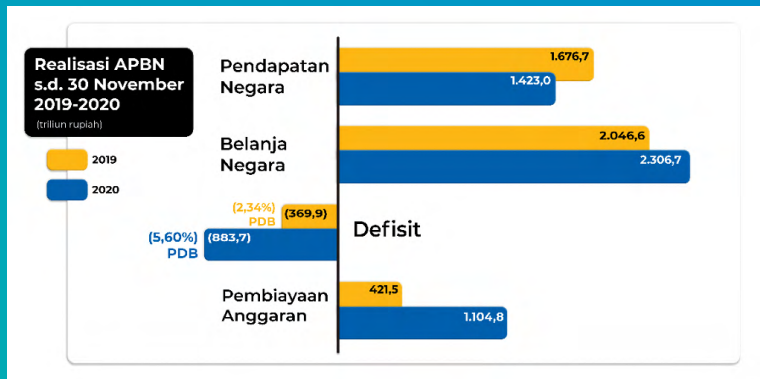 Realisasi APBN
s.d. 30 November
2019-2020
(triliun rupiah)
2019
2020
Pendapatan
Negara
1.676,7
1.423,0
Belanja
Negara
2.046,6
2.306,7
(2,34%)
PDB
(369,9)
(5,60%)
PDB
(883,7)
Defisit
Pembiayaan
Anggaran
421,5
1.104,8